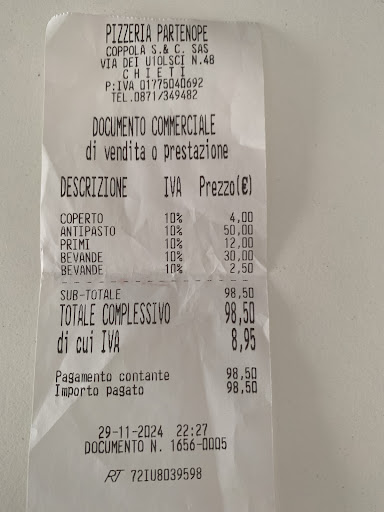 PIZZERIA PARTENOPE
COPPOLA S.& C. SAS
VIA DEI U1OLSCI N.48
C H I E T I
P:IVA 01775040692
TEL.0871/349482
DOCUMENTO COMMERCIALE
di vendita o prestazione
DESCRIZIONE IVA Prezzo(€)
COPERTO 10% 4,00
ANTIPASTO 10% 50,00
PRIMI 10% 12,00
BEVANDE 10% 30,00
BEVANDE 10% 2,50
SUB-TOTALE 98,50
TOTALE COMPLESSIVO 98,50
di cui IVA 8,95
Pagamento contante 98,50
Importo pagato 98,50
29-11-2024 22:27
DOCUMENTO N. 1656-0005
RT 72IU8039598